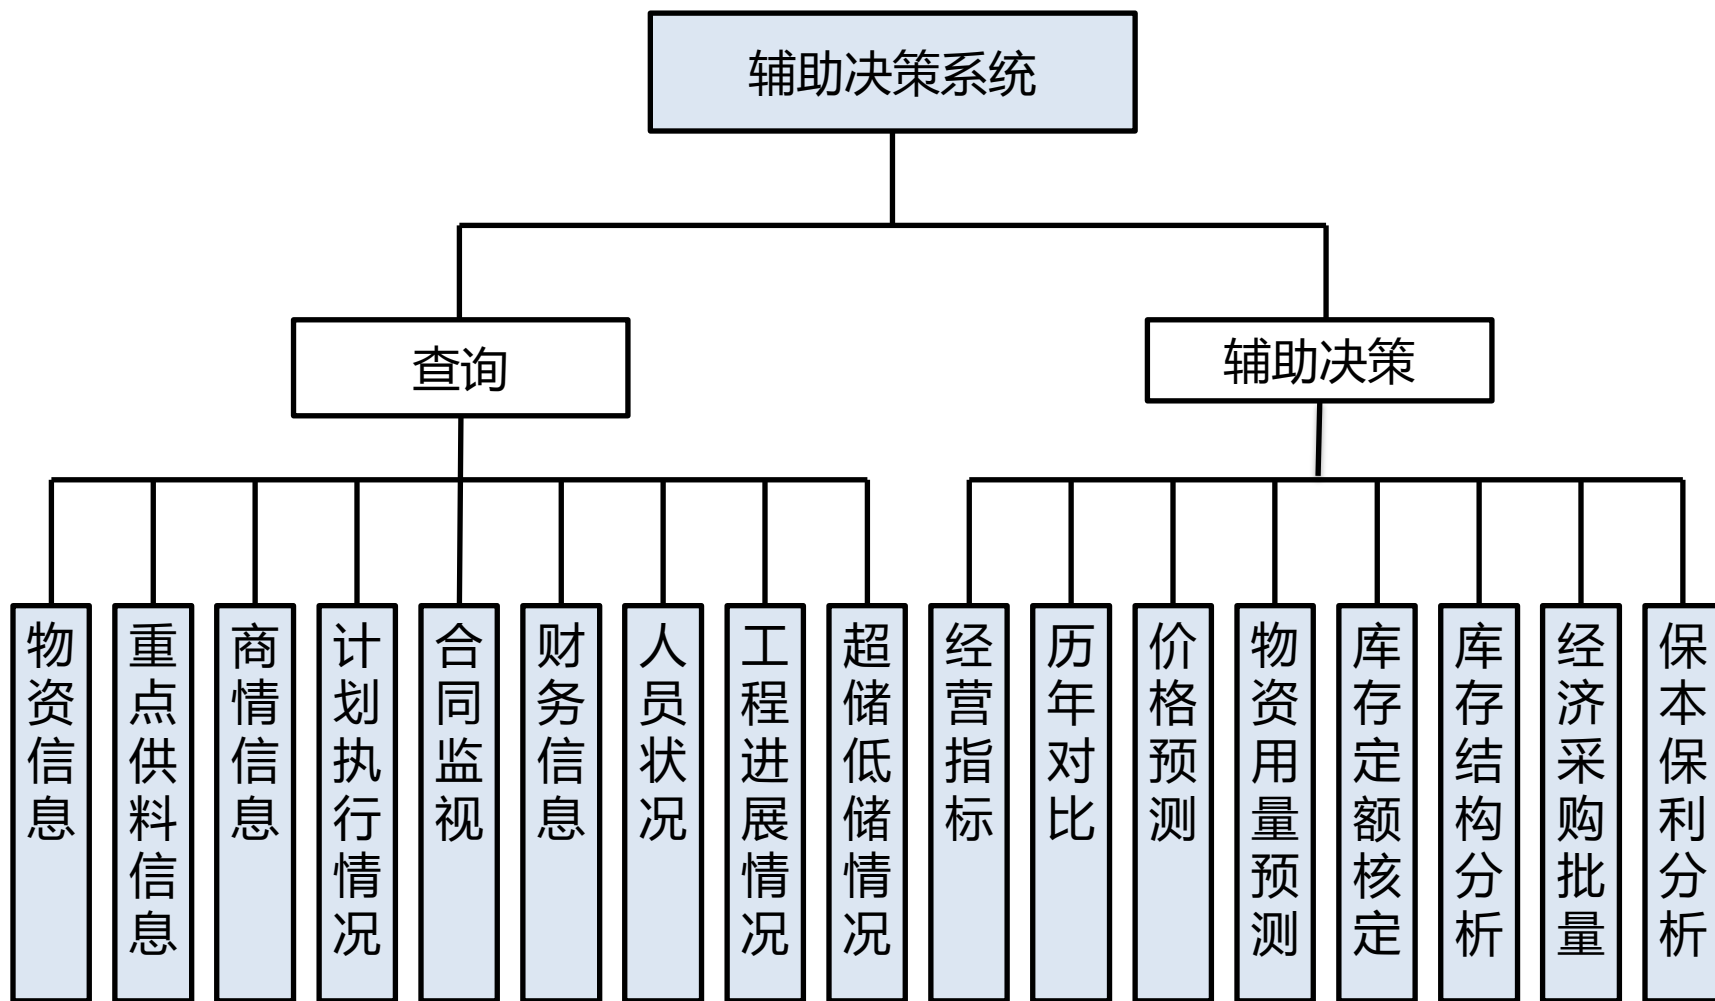 辅助决策系统
查询
辅助决策
物资信息
重点供料信息
商情信息
计划执行情况
合同监视
财务信息
人员状况
工程进展情况
超储低储情况
经营指标
历年对比
价格预测
物资用量预测
库存定额核定
库存结构分析
经济采购批量
保本保利分析